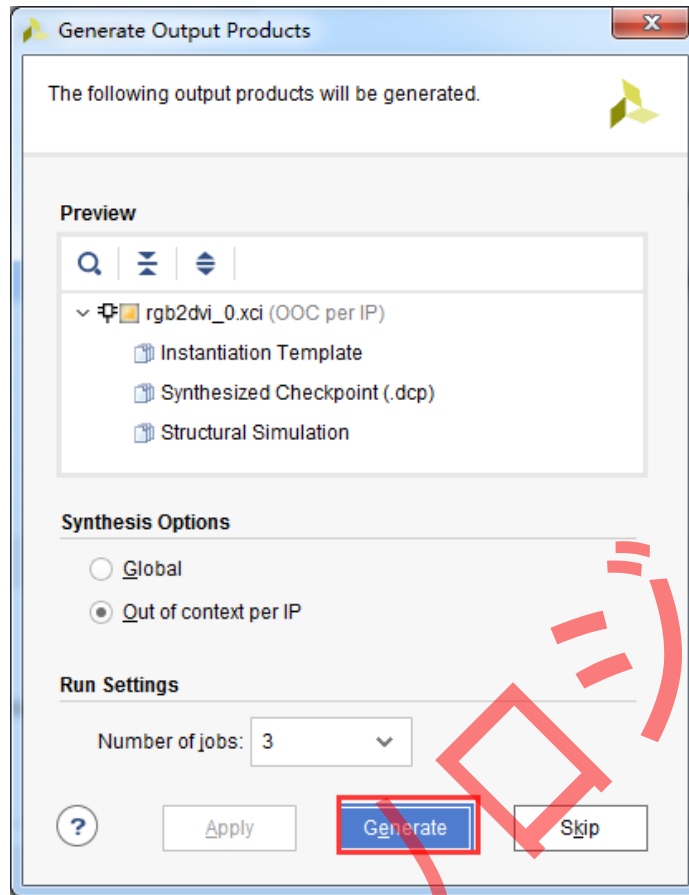 Generate Output Products
The following output products will be generated.
Preview
rgb2dvi_0.xci (OOC per IP)
Instantiation Template
Synthesized Checkpoint (.dcp)
Structural Simulation
Synthesis Options
Global
Out of context per IP
Run Settings
Number of jobs: 3
? Apply Generate Skip